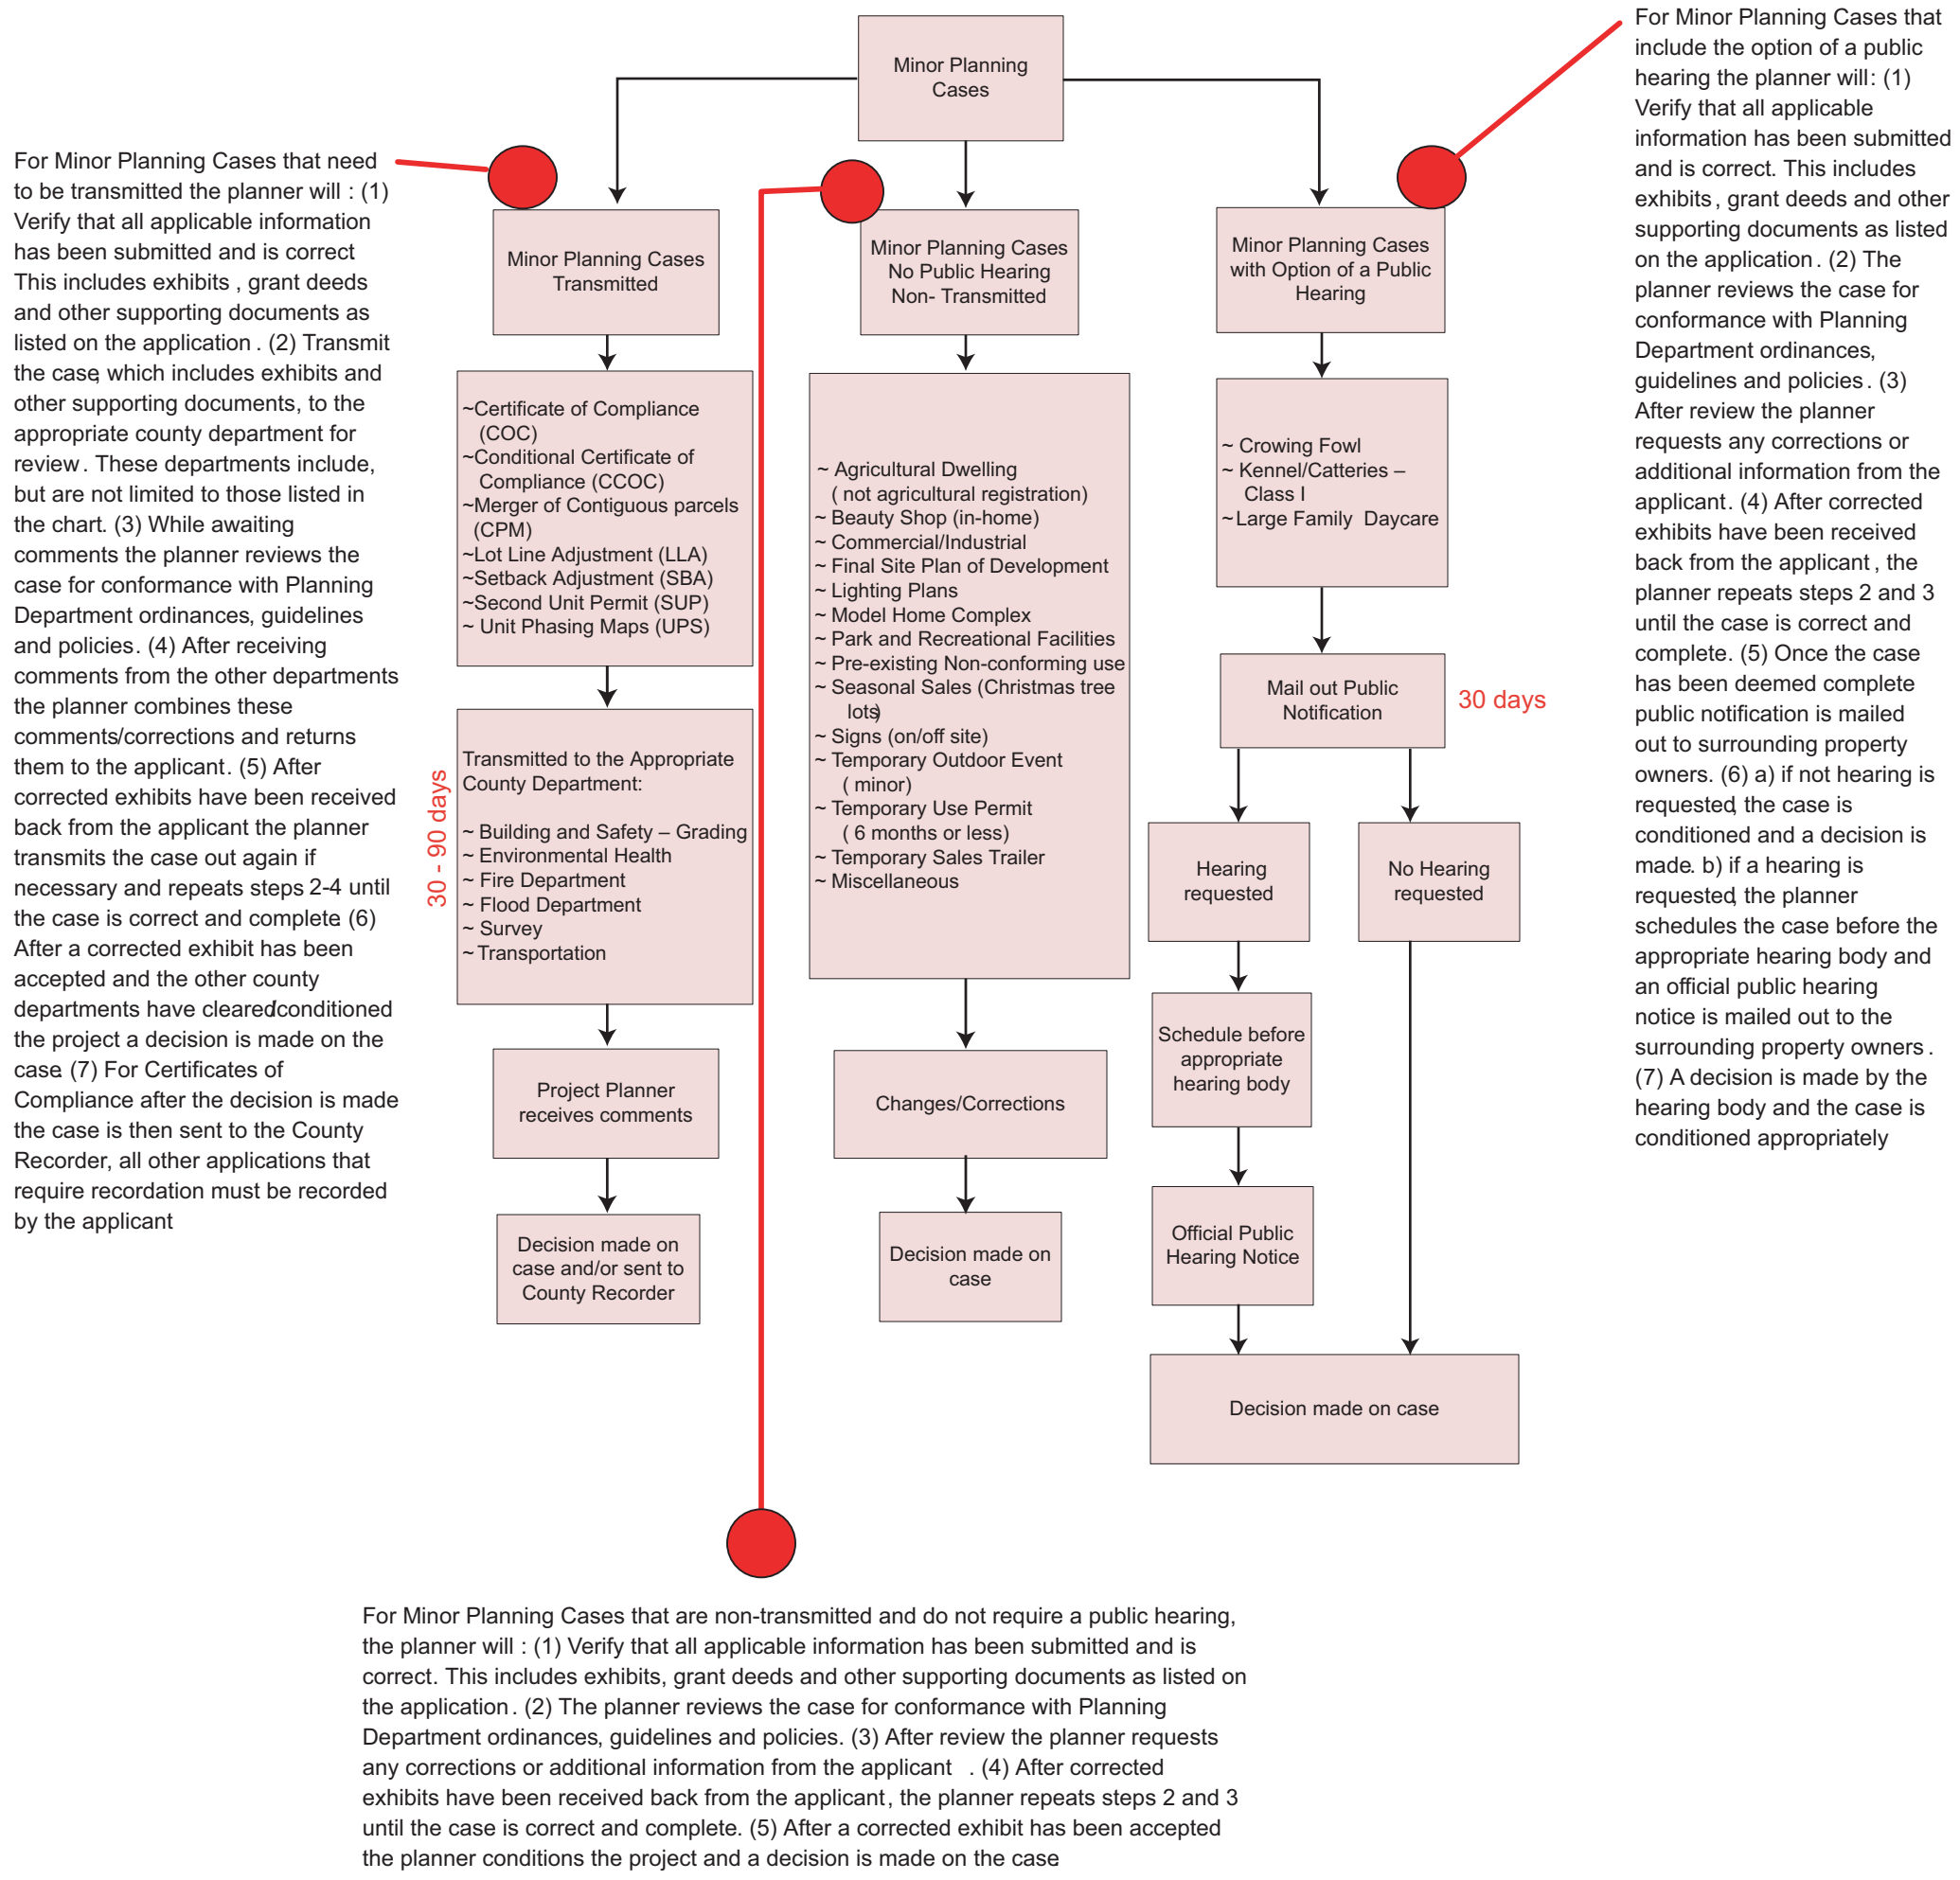 Minor Planning
Cases
For Minor Planning Cases that need
to be transmitted the planner will : (1)
Verify that all applicable information
has been submitted and is correct
This includes exhibits , grant deeds
and other supporting documents as
listed on the application . (2) Transmit
the case, which includes exhibits and
other supporting documents, to the
appropriate county department for
review . These departments include,
but are not limited to those listed in
the chart. (3) While awaiting
comments the planner reviews the
case for conformance with Planning
Department ordinances, guidelines
and policies. (4) After receiving
comments from the other departments
the planner combines these
comments/corrections and returns
them to the applicant. (5) After
corrected exhibits have been received
back from the applicant the planner
transmits the case out again if
necessary and repeats steps 2-4 until
the case is correct and complete (6)
After a corrected exhibit has been
accepted and the other county
departments have cleared/conditioned
the project a decision is made on the
case. (7) For Certificates of
Compliance after the decision is made
the case is then sent to the County
Recorder, all other applications that
require recordation must be recorded
by the applicant
Minor Planning Cases
Transmitted
~Certificate of Compliance
(COC)
~Conditional Certificate of
Compliance (CCOC)
~Merger of Contiguous parcels
(CPM)
~Lot Line Adjustment (LLA)
~Setback Adjustment (SBA)
~Second Unit Permit (SUP)
~ Unit Phasing Maps (UPS)
30 - 90 days
Transmitted to the Appropriate
County Department:
~ Building and Safety – Grading
~ Environmental Health
~ Fire Department
~ Flood Department
~ Survey
~ Transportation
Project Planner
receives comments
Decision made on
case and/or sent to
County Recorder
Minor Planning Cases
No Public Hearing
Non- Transmitted
~ Agricultural Dwelling
( not agricultural registration)
~ Beauty Shop (in-home)
~ Commercial/Industrial
~ Final Site Plan of Development
~ Lighting Plans
~ Model Home Complex
~ Park and Recreational Facilities
~ Pre-existing Non-conforming use
~ Seasonal Sales (Christmas tree
lots)
~ Signs (on/off site)
~ Temporary Outdoor Event
( minor)
~ Temporary Use Permit
( 6 months or less)
~ Temporary Sales Trailer
~ Miscellaneous
Changes/Corrections
Decision made on
case
Minor Planning Cases
with Option of a Public
Hearing
~ Crowing Fowl
~ Kennel/Catteries –
Class I
~ Large Family Daycare
Mail out Public
Notification
30 days
Hearing
requested
No Hearing
requested
Schedule before
appropriate
hearing body
Official Public
Hearing Notice
Decision made on case
For Minor Planning Cases that
include the option of a public
hearing the planner will: (1)
Verify that all applicable
information has been submitted
and is correct. This includes
exhibits , grant deeds and other
supporting documents as listed
on the application . (2) The
planner reviews the case for
conformance with Planning
Department ordinances,
guidelines and policies . (3)
After review the planner
requests any corrections or
additional information from the
applicant. (4) After corrected
exhibits have been received
back from the applicant , the
planner repeats steps 2 and 3
until the case is correct and
complete. (5) Once the case
has been deemed complete
public notification is mailed
out to surrounding property
owners. (6) a) if not hearing is
requested, the case is
conditioned and a decision is
made. b) if a hearing is
requested, the planner
schedules the case before the
appropriate hearing body and
an official public hearing
notice is mailed out to the
surrounding property owners .
(7) A decision is made by the
hearing body and the case is
conditioned appropriately
For Minor Planning Cases that are non-transmitted and do not require a public hearing,
the planner will : (1) Verify that all applicable information has been submitted and is
correct. This includes exhibits, grant deeds and other supporting documents as listed on
the application . (2) The planner reviews the case for conformance with Planning
Department ordinances, guidelines and policies. (3) After review the planner requests
any corrections or additional information from the applicant . (4) After corrected
exhibits have been received back from the applicant , the planner repeats steps 2 and 3
until the case is correct and complete. (5) After a corrected exhibit has been accepted
the planner conditions the project and a decision is made on the case.